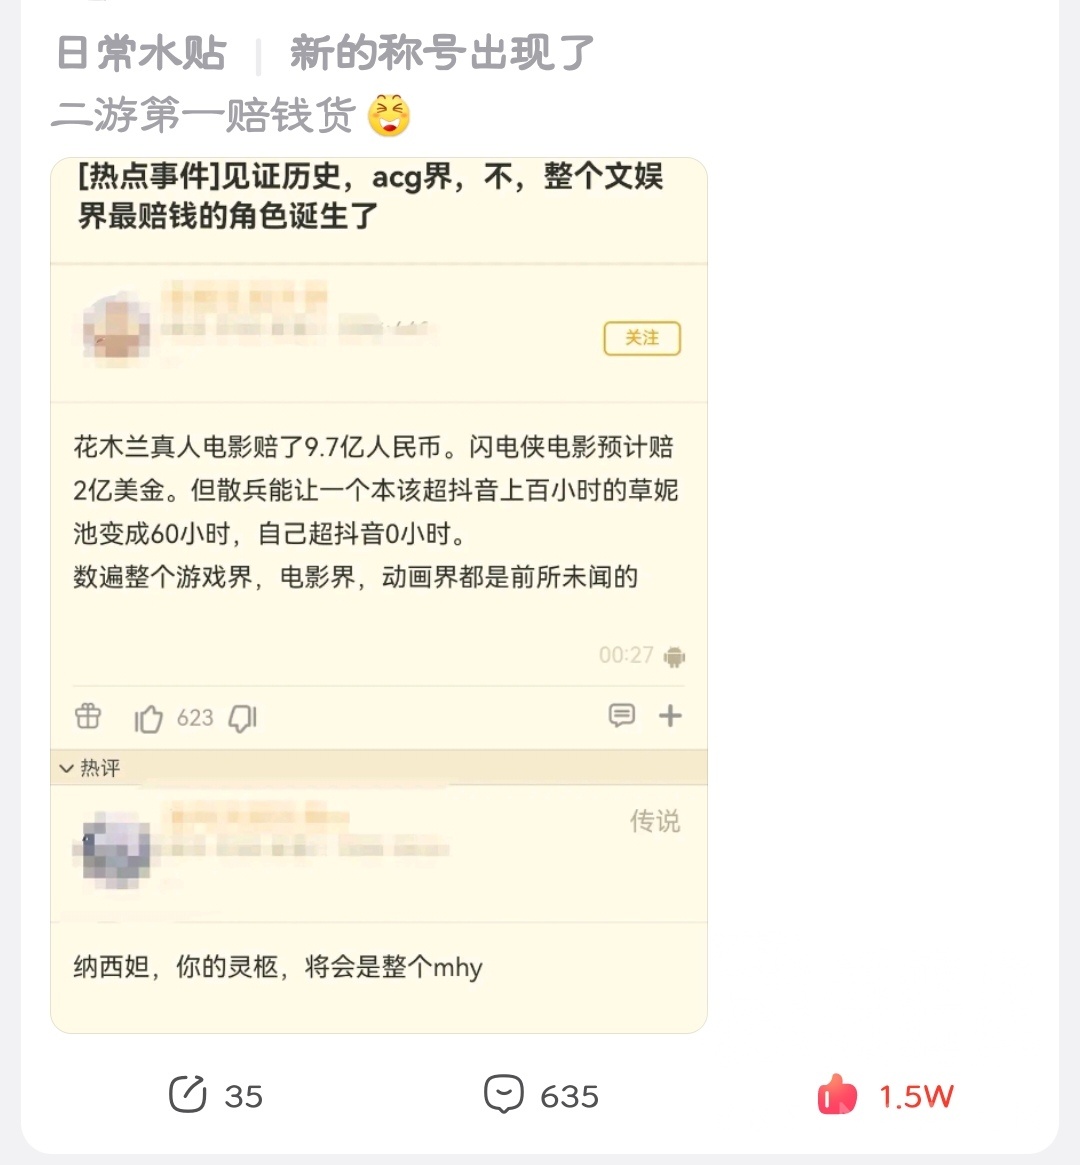 日常水贴 | 新的称号出现了
二游第一赔钱货
[热点事件]见证历史，acg界，不，整个文娱
界最赔钱的角色诞生了
关注
花木兰真人电影赔了9.7亿人民币。闪电侠电影预计赔
2亿美金。但散兵能让一个本该超抖音上百小时的草妮
池变成60小时，自己超抖音0小时。
数遍整个游戏界，电影界，动画界都是前所未闻的
00:27
623
热评
传说
纳西妲，你的灵柩，将会是整个mhy
35
635
1.5W